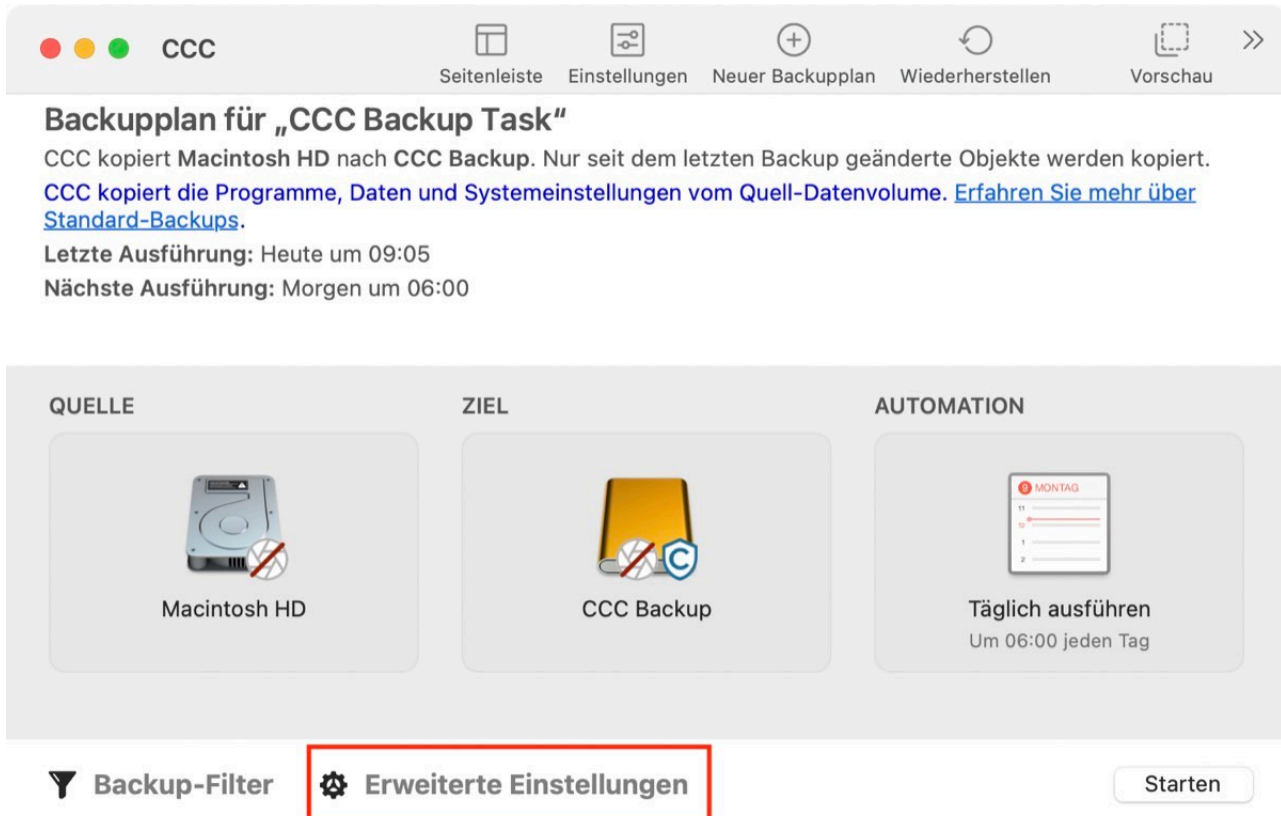 CCC
Seitenleiste Einstellungen Neuer Backupplan Wiederherstellen Vorschau
Backupplan für „CCC Backup Task“
CCC kopiert Macintosh HD nach CCC Backup. Nur seit dem letzten Backup geänderte Objekte werden kopiert.
CCC kopiert die Programme, Daten und Systemeinstellungen vom Quell-Datenvolume. Erfahren Sie mehr über
Standard-Backups.
Letzte Ausführung: Heute um 09:05
Nächste Ausführung: Morgen um 06:00
QUELLE ZIEL AUTOMATION
9 MONTAG
11
1
2
C
Macintosh HD CCC Backup Täglich ausführen
Um 06:00 jeden Tag
Backup-Filter Erweiterte Einstellungen Starten